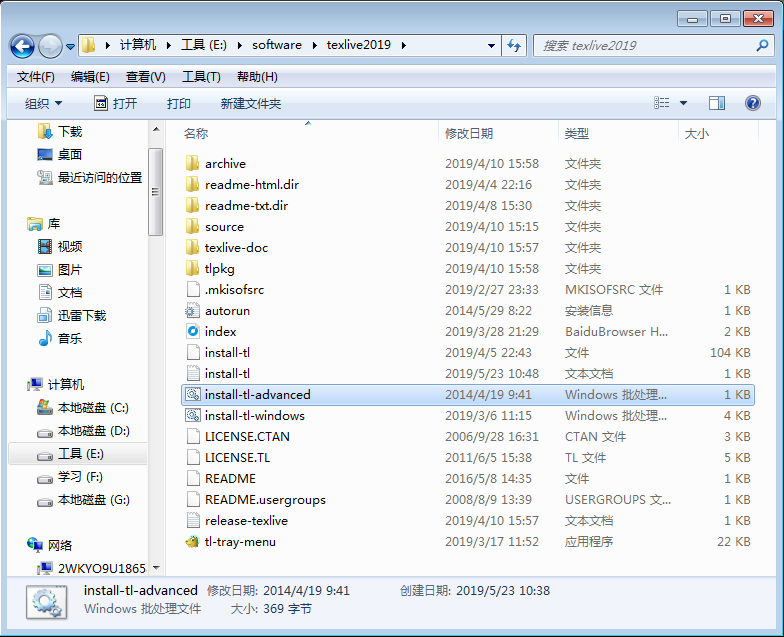 计算机 工具 (E:) software texlive2019 搜索 texlive2019
文件(F) 编辑(E) 查看(V) 工具(T) 帮助(H)
组织 打开 打印 新建文件夹
名称 修改日期 类型 大小
下载
桌面
最近访问的位置
库
视频
图片
文档
迅雷下载
音乐
计算机
本地磁盘 (C:)
本地磁盘 (D:)
工具 (E:)
学习 (F:)
本地磁盘 (G:)
网络
2WKYO9U1865
archive 2019/4/10 15:58 文件夹
readme-html.dir 2019/4/4 22:16 文件夹
readme-txt.dir 2019/4/8 15:30 文件夹
source 2019/4/10 15:15 文件夹
texlive-doc 2019/4/10 15:57 文件夹
tlpkg 2019/4/10 15:58 文件夹
.mkisofsrc 2019/2/27 23:33 MKISOFSRC 文件 1 KB
autorun 2014/5/29 8:22 安装信息 1 KB
index 2019/3/28 21:29 BaiduBrowser H... 2 KB
install-tl 2019/4/5 22:43 文件 104 KB
install-tl 2019/5/23 10:48 文本文档 1 KB
install-tl-advanced 2014/4/19 9:41 Windows 批处理... 1 KB
install-tl-windows 2019/3/6 11:15 Windows 批处理... 4 KB
LICENSE.CTAN 2006/9/28 16:31 CTAN 文件 3 KB
LICENSE.TL 2011/6/5 15:38 TL 文件 5 KB
README 2016/5/8 14:35 文件 1 KB
README.usergroups 2008/8/9 13:39 USERGROUPS 文... 1 KB
release-texlive 2019/4/10 15:57 文本文档 1 KB
tl-tray-menu 2019/3/17 11:52 应用程序 22 KB
install-tl-advanced 修改日期: 2014/4/19 9:41 创建日期: 2019/5/23 10:38
Windows 批处理文件 大小: 369 字节